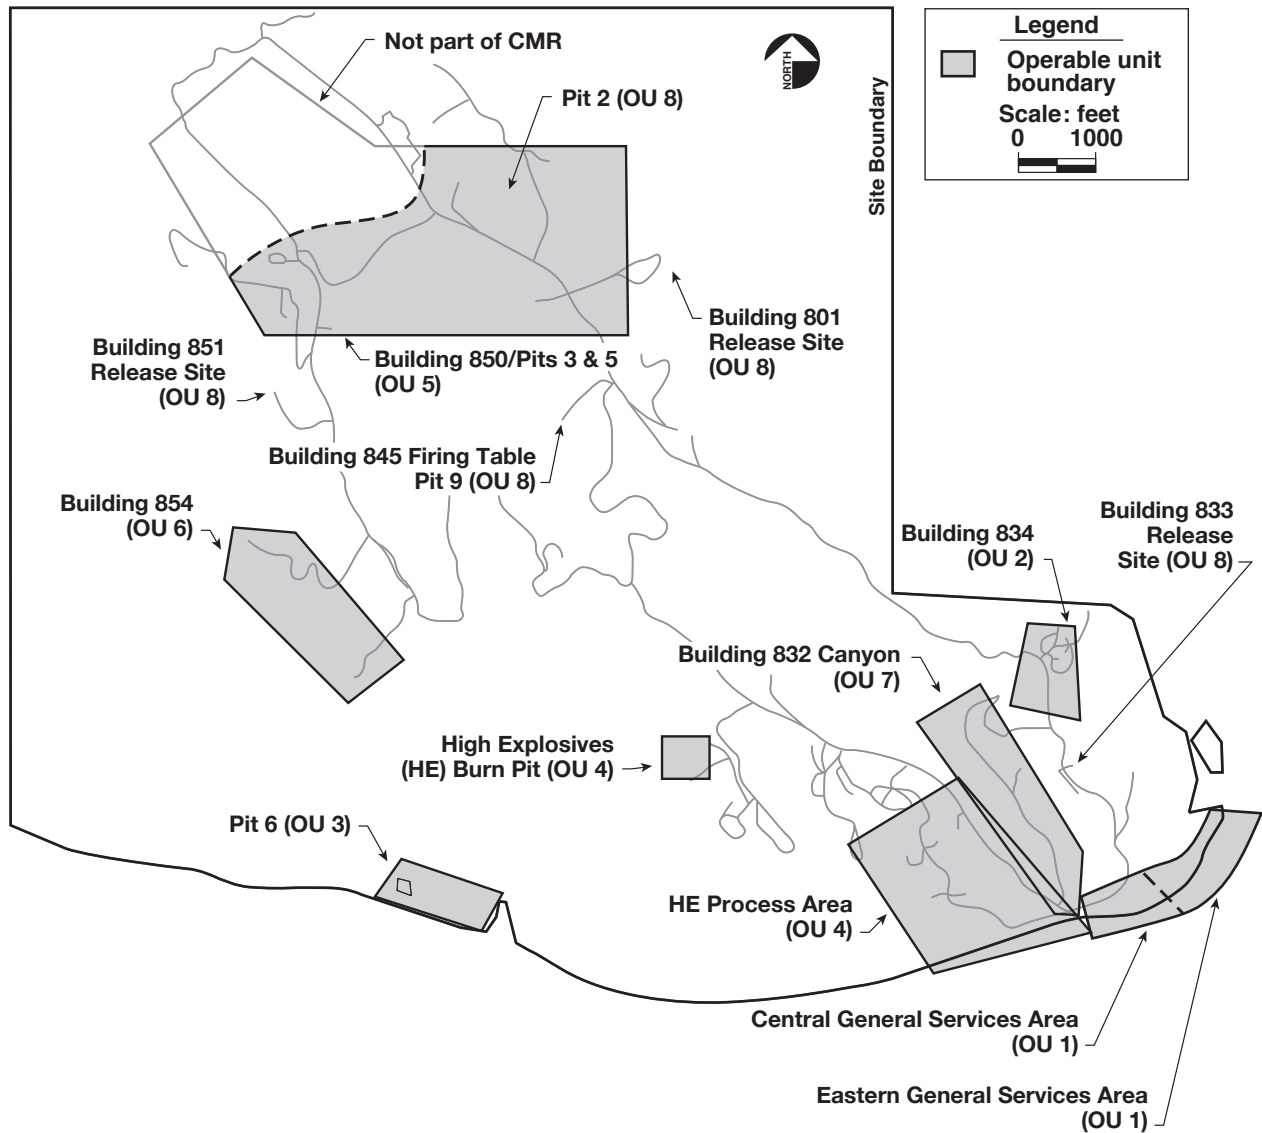 Legend
Operable unit
boundary
Scale: feet
0 1000
Not part of CMR
NORTH
Pit 2 (OU 8)
Site Boundary
Building 801
Release Site
(OU 8)
Building 851
Release Site
(OU 8)
Building 850/Pits 3 & 5
(OU 5)
Building 845 Firing Table
Pit 9 (OU 8)
Building 854
(OU 6)
Building 834
(OU 2)
Building 833
Release
Site (OU 8)
Building 832 Canyon
(OU 7)
High Explosives
(HE) Burn Pit (OU 4)
Pit 6 (OU 3)
HE Process Area
(OU 4)
Central General Services Area
(OU 1)
Eastern General Services Area
(OU 1)